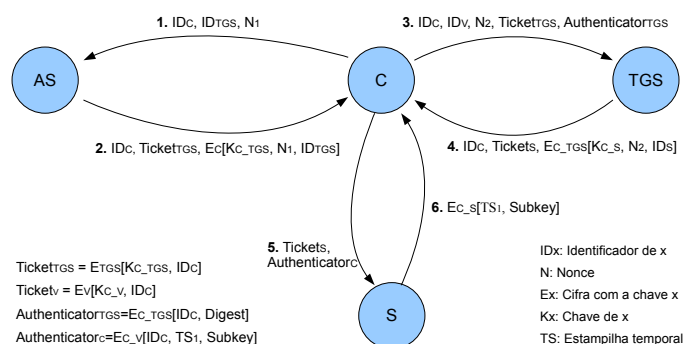 1. IDC, IDTGS, N1
3. IDC, IDV, N2, TicketTGS, AuthenticatorTGS
AS
C
TGS
2. IDC, TicketTGS, EC[KC_TGS, N1, IDTGS]
4. IDC, TicketS, EC_TGS[KC_S, N2, IDS]
6. EC_S[TS1, Subkey]
5. TicketS,
AuthenticatorC
S
TicketTGS = ETGS[KC_TGS, IDC]
TicketV = EV[KC_V, IDC]
AuthenticatorTGS=EC_TGS[IDC, Digest]
AuthenticatorC=EC_V[IDC, TS1, Subkey]
IDx: Identificador de x
N: Nonce
Ex: Cifra com a chave x
Kx: Chave de x
TS: Estampilha temporal